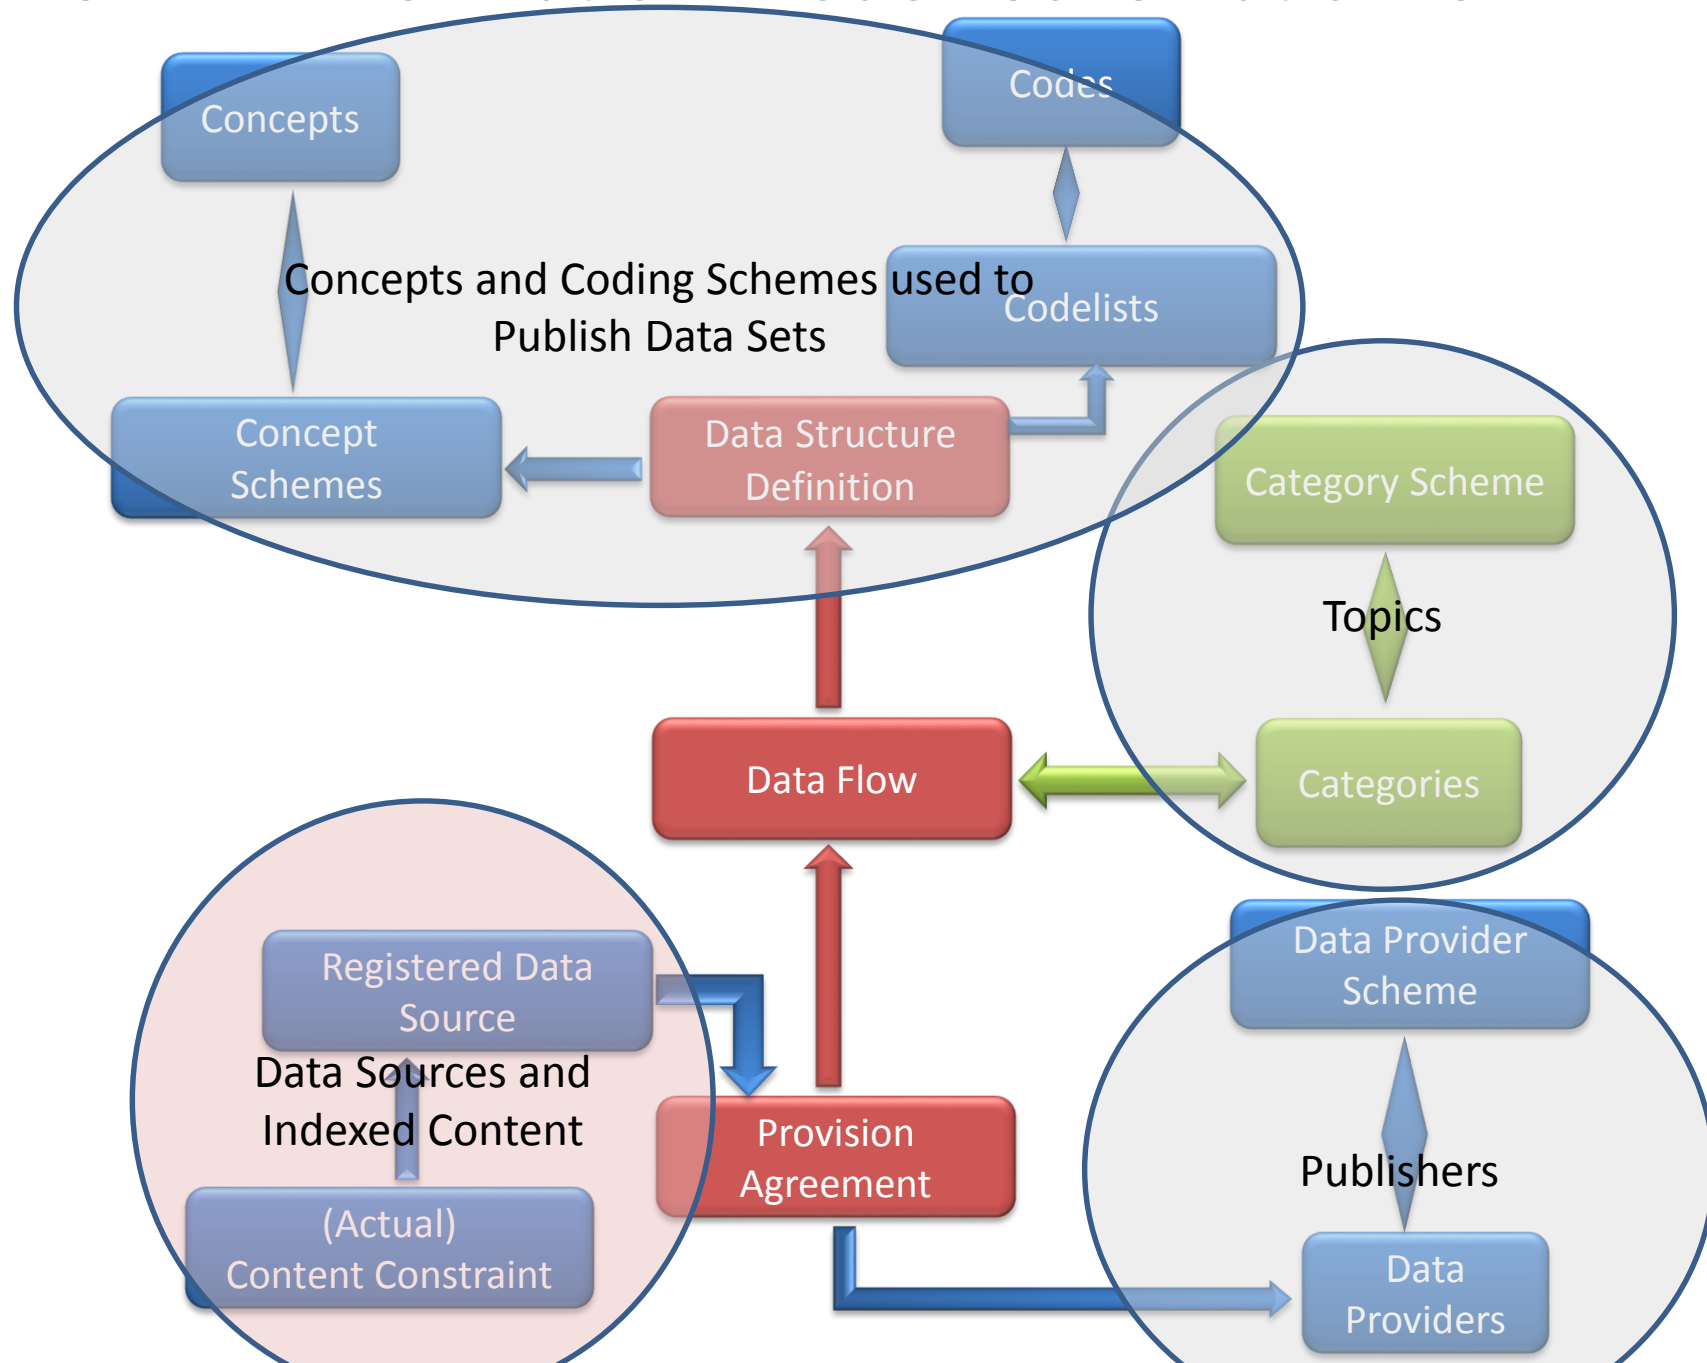 Concepts
Codes
Concepts and Coding Schemes used to
Publish Data Sets
Codelists
Concept
Schemes
Data Structure
Definition
Category Scheme
Topics
Data Flow
Categories
Registered Data
Source
Data Provider
Scheme
Data Sources and
Indexed Content
Provision
Agreement
Publishers
(Actual)
Content Constraint
Data
Providers